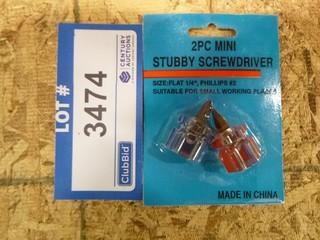 LOT #
3474
CENTURY
AUCTIONS
ClubBid
2PC MINI
STUBBY SCREWDRIVER
SIZE:FLAT 1/4", PHILLIPS #2
SUITABLE FOR SMALL WORKING PLACES
MADE IN CHINA